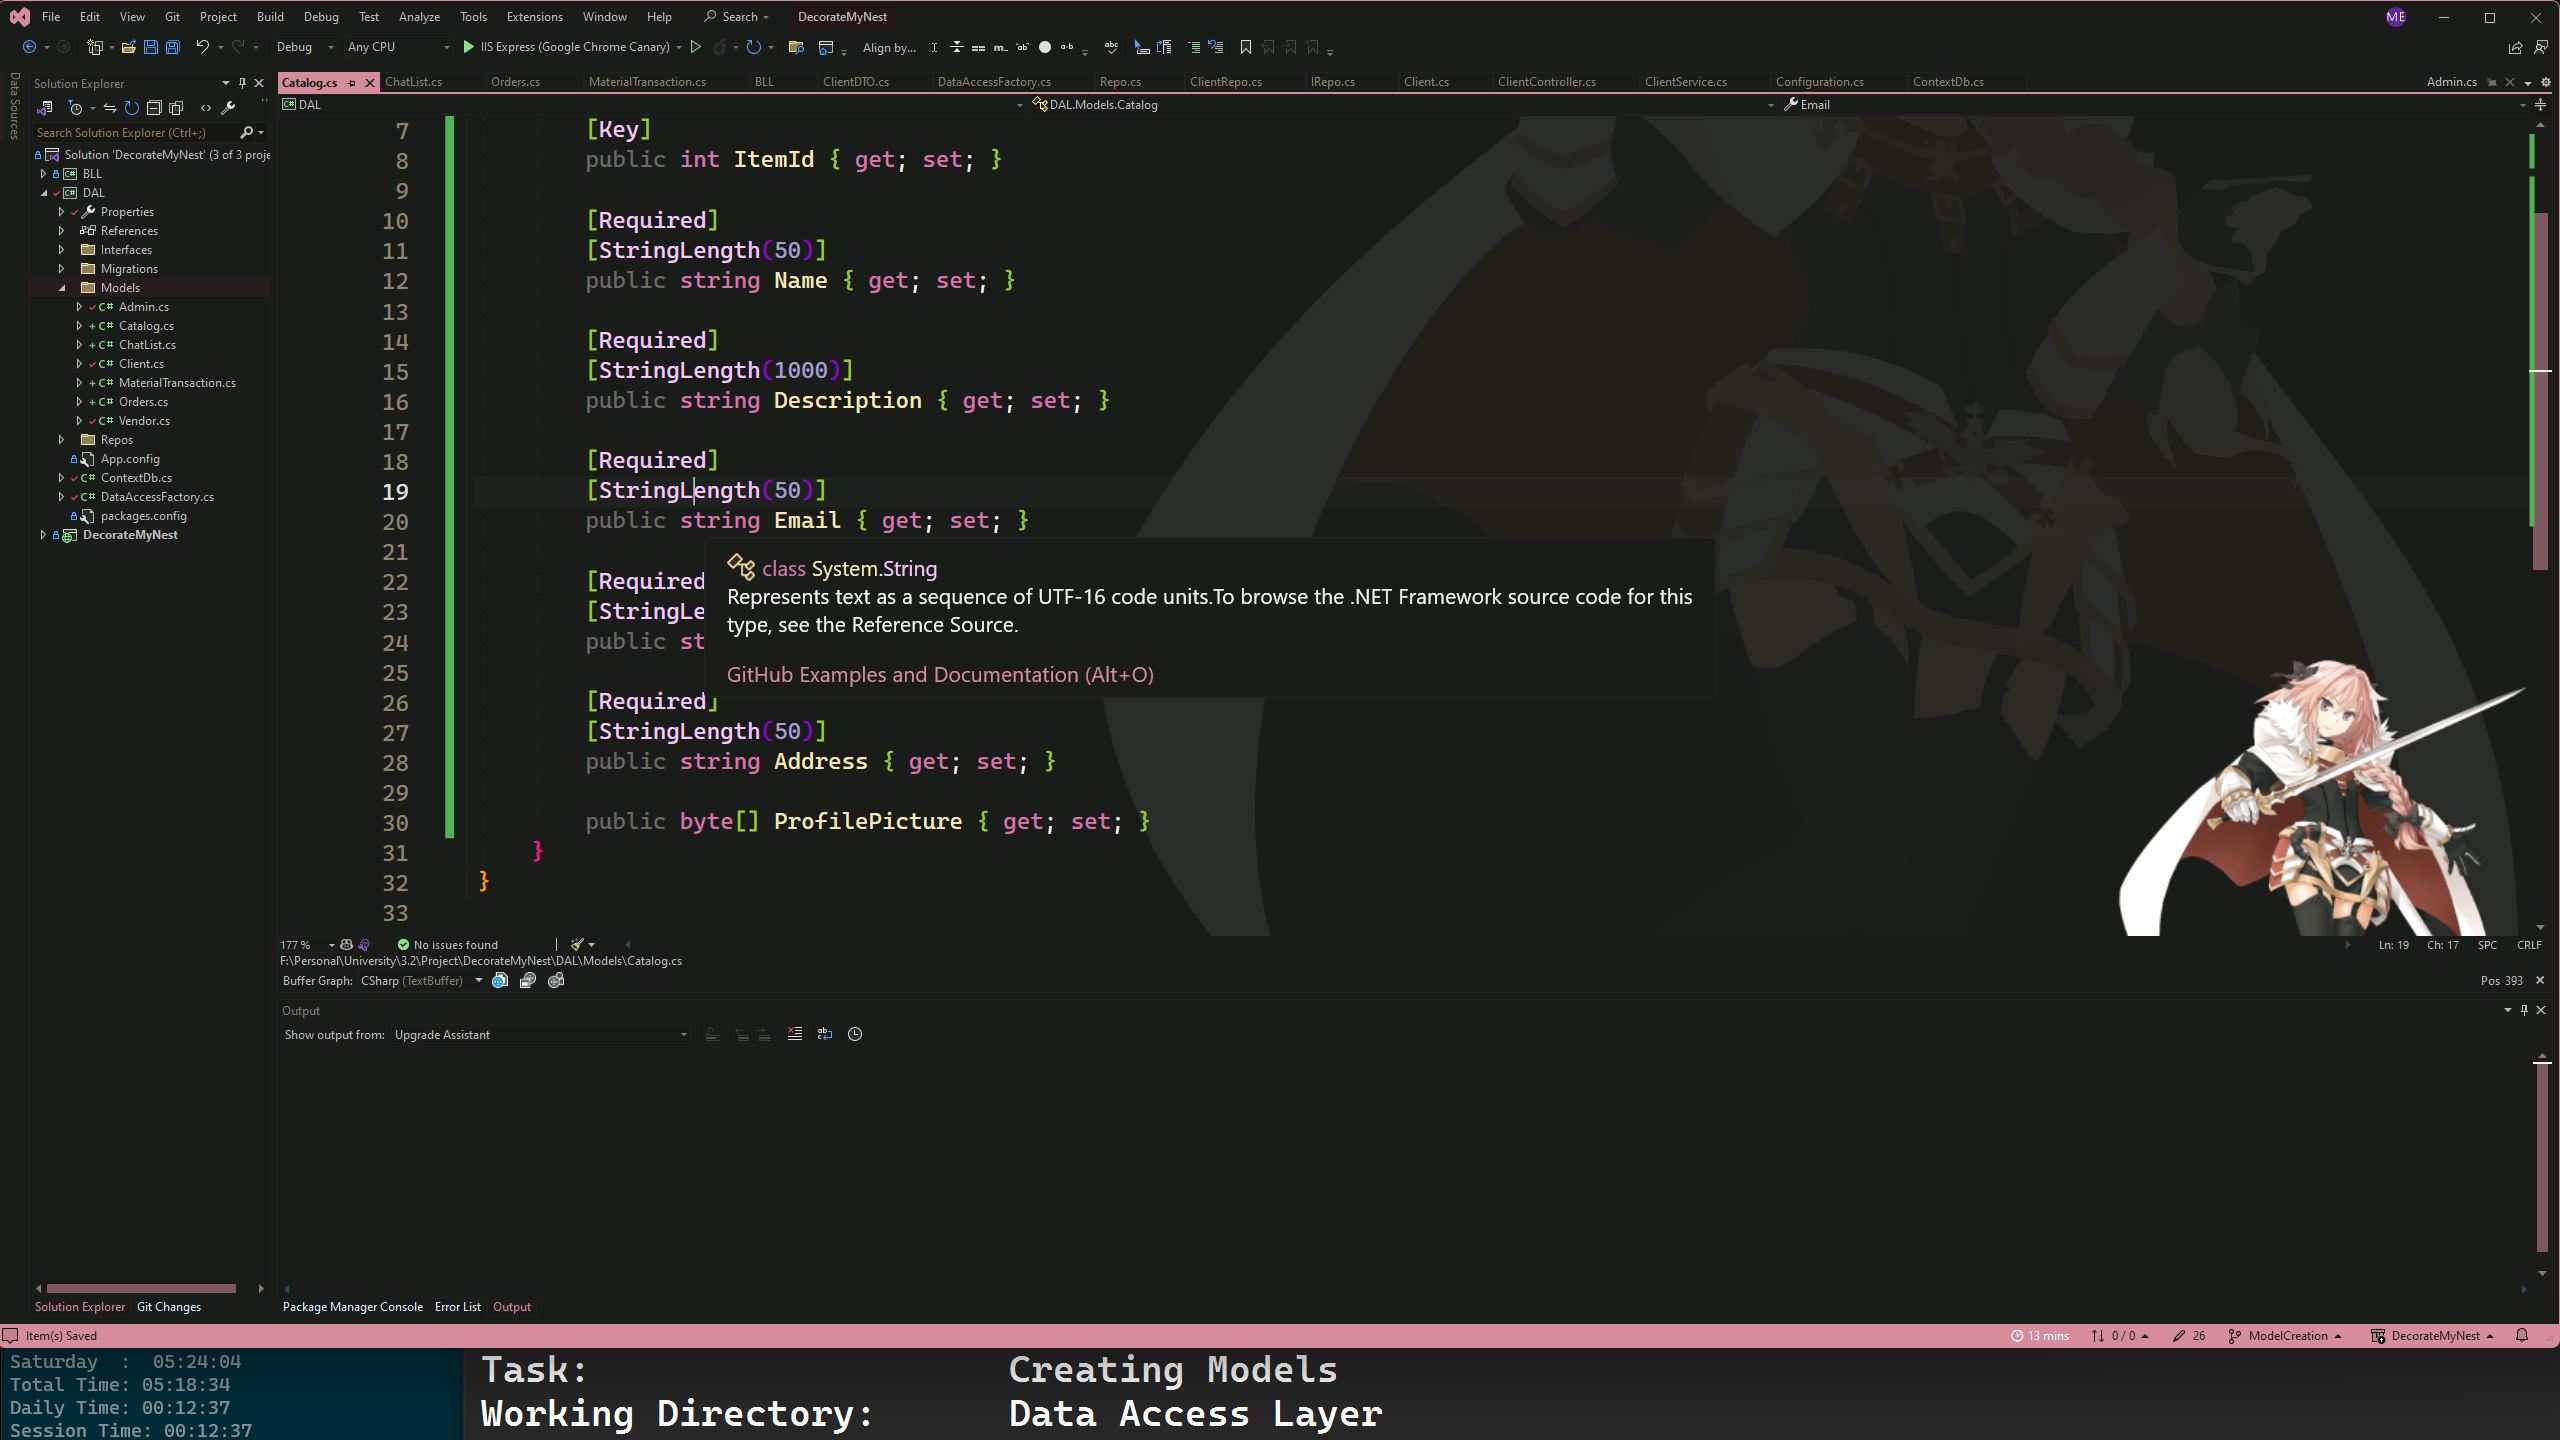 File Edit View Git Project Build Debug Test Analyze Tools Extensions Window Help Search DecorateMyNest ME
Debug Any CPU IIS Express (Google Chrome Canary) Align by...
Data Sources
Solution Explorer
Catalog.cs ChatList.cs Orders.cs MaterialTransaction.cs BLL ClientDTO.cs DataAccessFactory.cs Repo.cs ClientRepo.cs IRepo.cs Client.cs ClientController.cs ClientService.cs Configuration.cs ContextDb.cs Admin.cs
DAL DAL.Models.Catalog Email
Search Solution Explorer (Ctrl+;)
Solution 'DecorateMyNest' (3 of 3 proje
BLL
DAL
Properties
References
Interfaces
Migrations
Models
Admin.cs
Catalog.cs
ChatList.cs
Client.cs
MaterialTransaction.cs
Orders.cs
Vendor.cs
Repos
App.config
ContextDb.cs
DataAccessFactory.cs
packages.config
DecorateMyNest
7 [Key]
8 public int ItemId { get; set; }
9
10 [Required]
11 [StringLength(50)]
12 public string Name { get; set; }
13
14 [Required]
15 [StringLength(1000)]
16 public string Description { get; set; }
17
18 [Required]
19 [StringLength(50)]
20 public string Email { get; set; }
21
22 [Required
23 [StringLe
24 public st
25
26 [Required]
27 [StringLength(50)]
28 public string Address { get; set; }
29
30 public byte[] ProfilePicture { get; set; }
31 }
32 }
33
class System.String
Represents text as a sequence of UTF-16 code units.To browse the .NET Framework source code for this
type, see the Reference Source.
GitHub Examples and Documentation (Alt+O)
177 % No issues found Ln: 19 Ch: 17 SPC CRLF
F:\Personal\University\3.2\Project\DecorateMyNest\DAL\Models\Catalog.cs
Buffer Graph: CSharp (TextBuffer) Pos 393
Output
Show output from: Upgrade Assistant
Solution Explorer Git Changes Package Manager Console Error List Output
Item(s) Saved 13 mins 0 / 0 26 ModelCreation DecorateMyNest
Saturday : 05:24:04
Total Time: 05:18:34
Daily Time: 00:12:37
Session Time: 00:12:37
Task: Creating Models
Working Directory: Data Access Layer